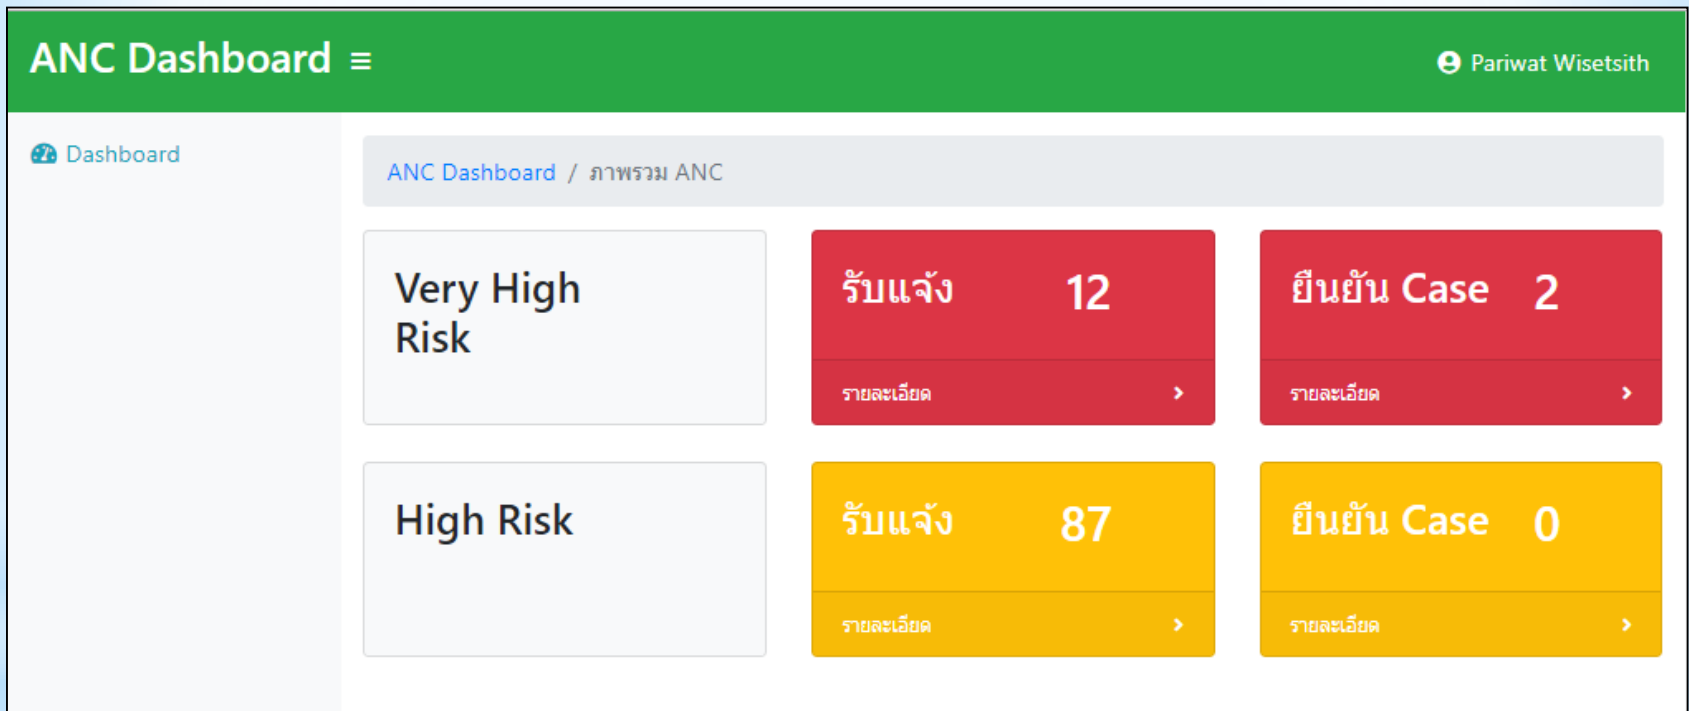 ANC Dashboard
Pariwat Wisetsith
Dashboard
ANC Dashboard / ภาพรวม ANC
Very High
Risk
รับแจ้ง 12
รายละเอียด
ยืนยัน Case 2
รายละเอียด
High Risk
รับแจ้ง 87
รายละเอียด
ยืนยัน Case 0
รายละเอียด